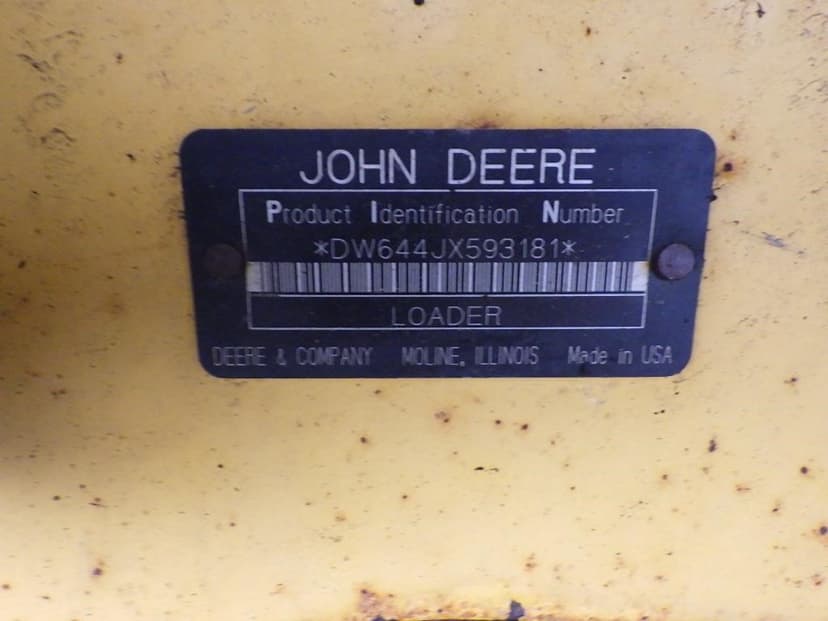 JOHN DEERE
Product Identification Number
*DW644JX593181*
LOADER
DEERE & COMPANY MOLINE, ILLINOIS Made in USA